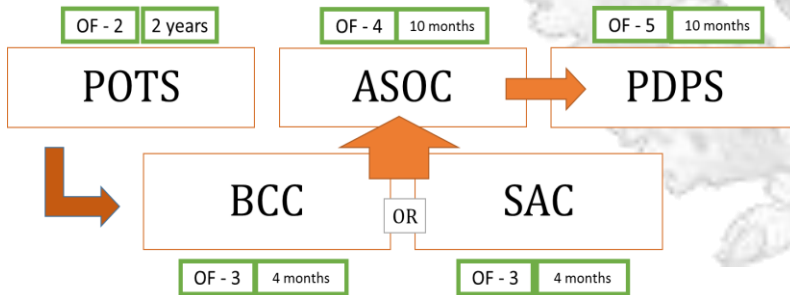 OF - 2 2 years
POTS
OF - 4 10 months
ASOC
OF - 5 10 months
PDPS
BCC
OR
SAC
OF - 3 4 months
OF - 3 4 months